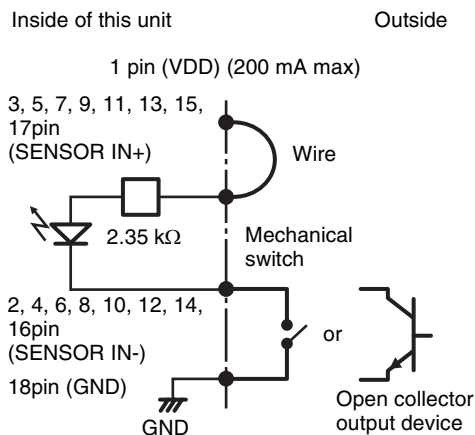 Inside of this unit
Outside
1 pin (VDD) (200 mA max)
3, 5, 7, 9, 11, 13, 15,
17pin
(SENSOR IN+)
Wire
2.35 kΩ
Mechanical
switch
2, 4, 6, 8, 10, 12, 14,
16pin
(SENSOR IN-)
or
18pin (GND)
GND
Open collector
output device